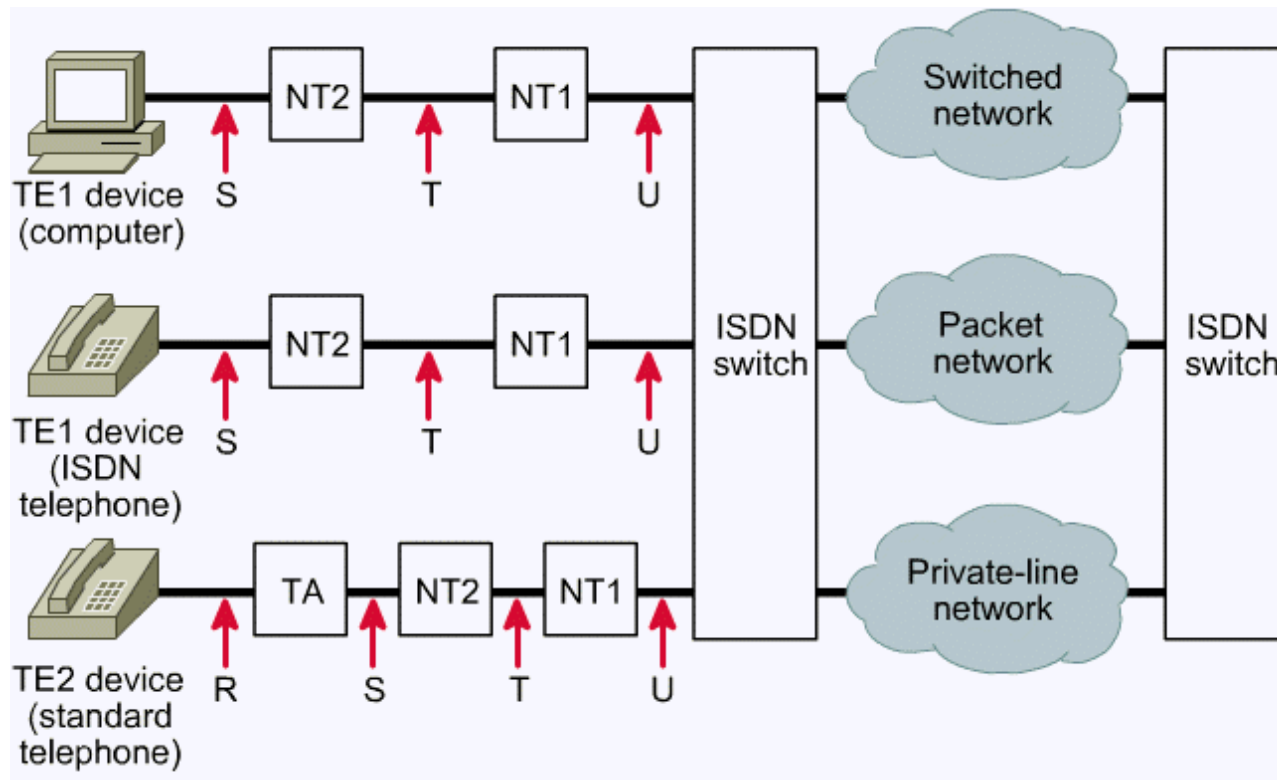 NT2
NT1
Switched
network
TE1 device
(computer)
S
T
U
NT2
NT1
ISDN
switch
Packet
network
ISDN
switch
TE1 device
(ISDN
telephone)
S
T
U
TA
NT2
NT1
Private-line
network
TE2 device
(standard
telephone)
R
S
T
U